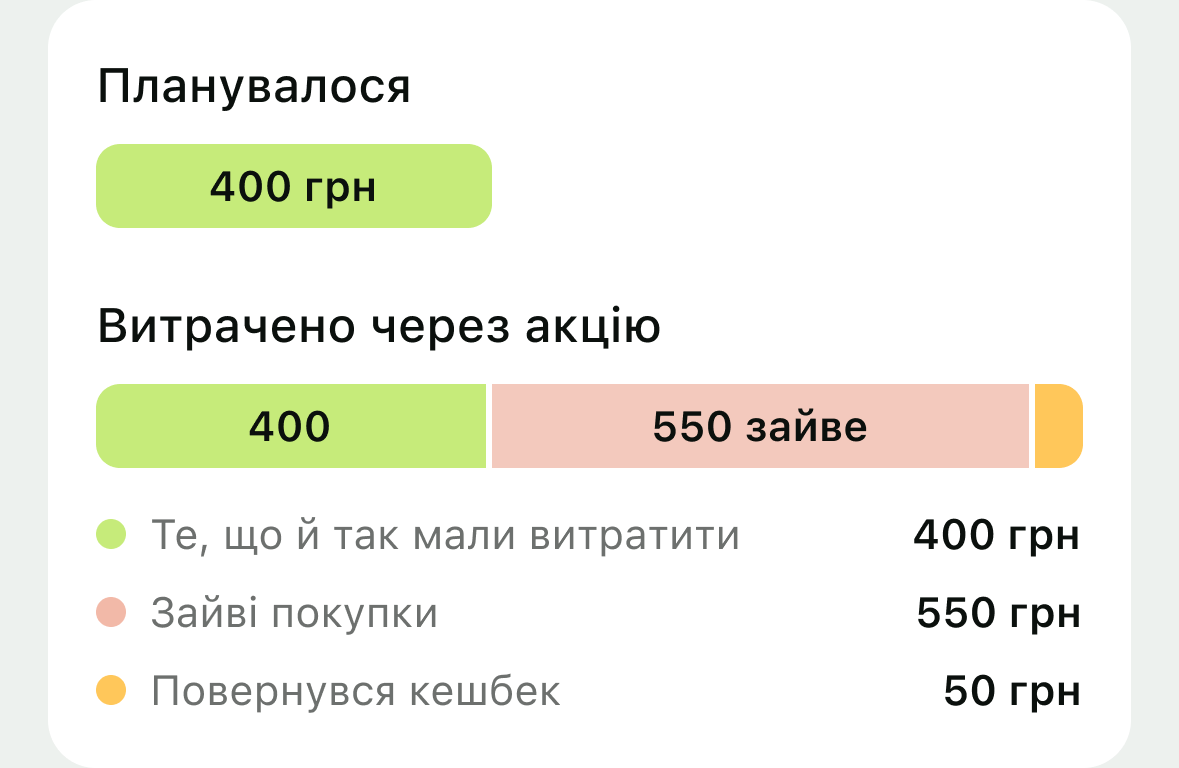 Планувалося
400 грн
Витрачено через акцію
400 550 зайве
Те, що й так мали витратити 400 грн
Зайві покупки 550 грн
Повернувся кешбек 50 грн